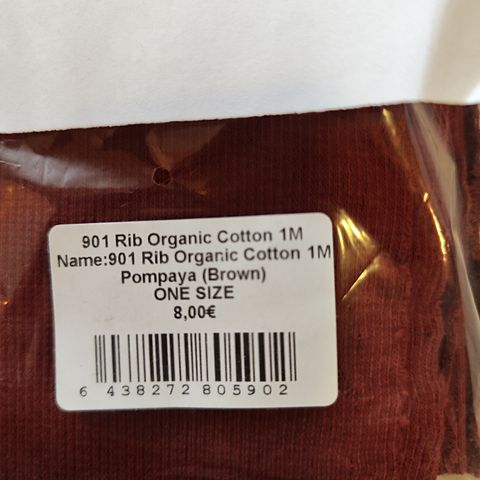 901 Rib Organic Cotton 1M
Name:901 Rib Organic Cotton 1M
Pompaya (Brown)
ONE SIZE
8,00€
6 438272 805902